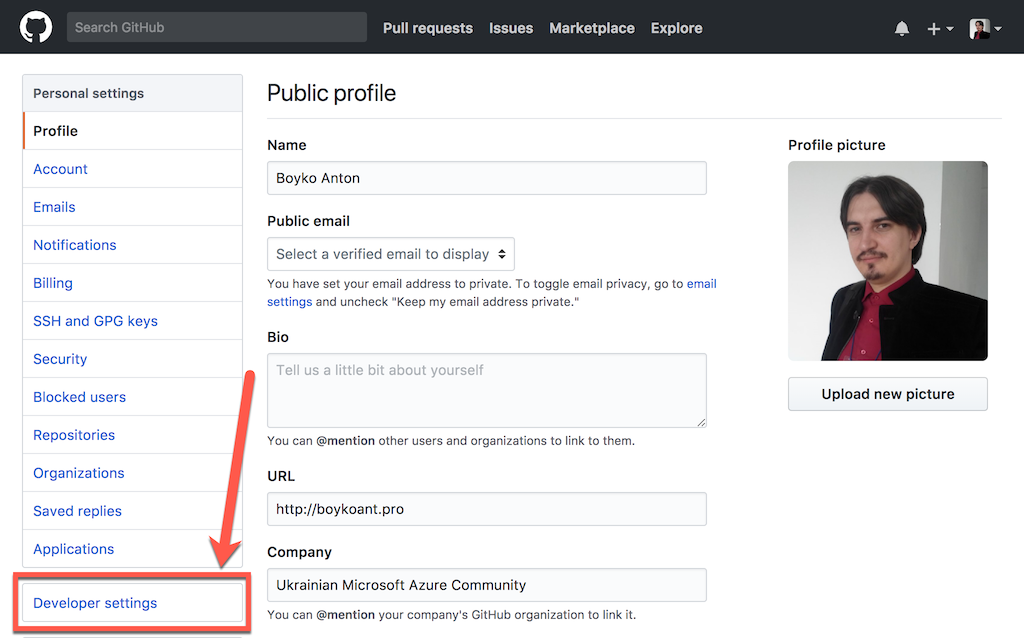 Search GitHub
Pull requests
Issues
Marketplace
Explore
Personal settings
Profile
Account
Emails
Notifications
Billing
SSH and GPG keys
Security
Blocked users
Repositories
Organizations
Saved replies
Applications
Developer settings
Public profile
Name
Boyko Anton
Public email
Select a verified email to display
You have set your email address to private. To toggle email privacy, go to email
settings and uncheck "Keep my email address private."
Bio
Tell us a little bit about yourself
You can @mention other users and organizations to link to them.
URL
http://boykoant.pro
Company
Ukrainian Microsoft Azure Community
You can @mention your company's GitHub organization to link it.
Profile picture
Upload new picture